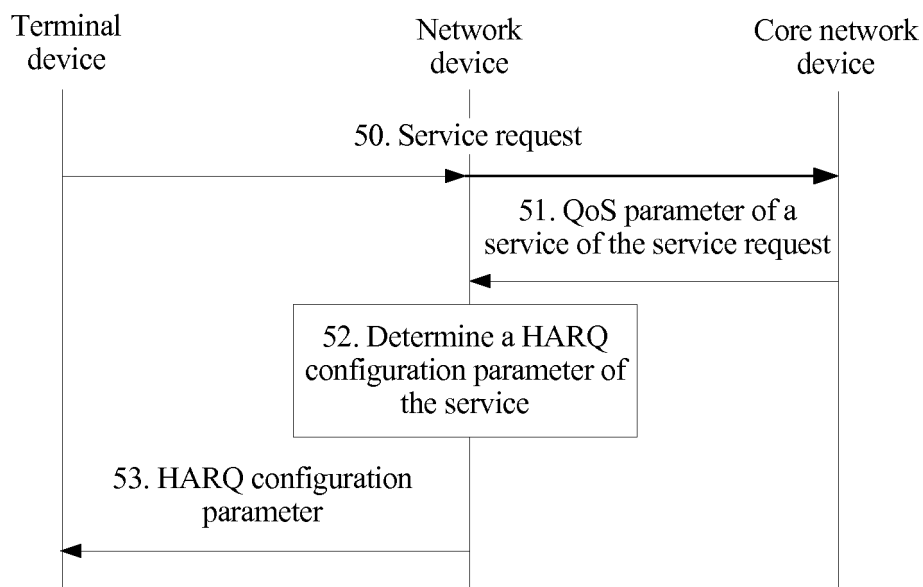 Terminal
device
Network
device
Core network
device
50. Service request
51. QoS parameter of a
service of the service request
52. Determine a HARQ
configuration parameter of
the service
53. HARQ configuration
parameter